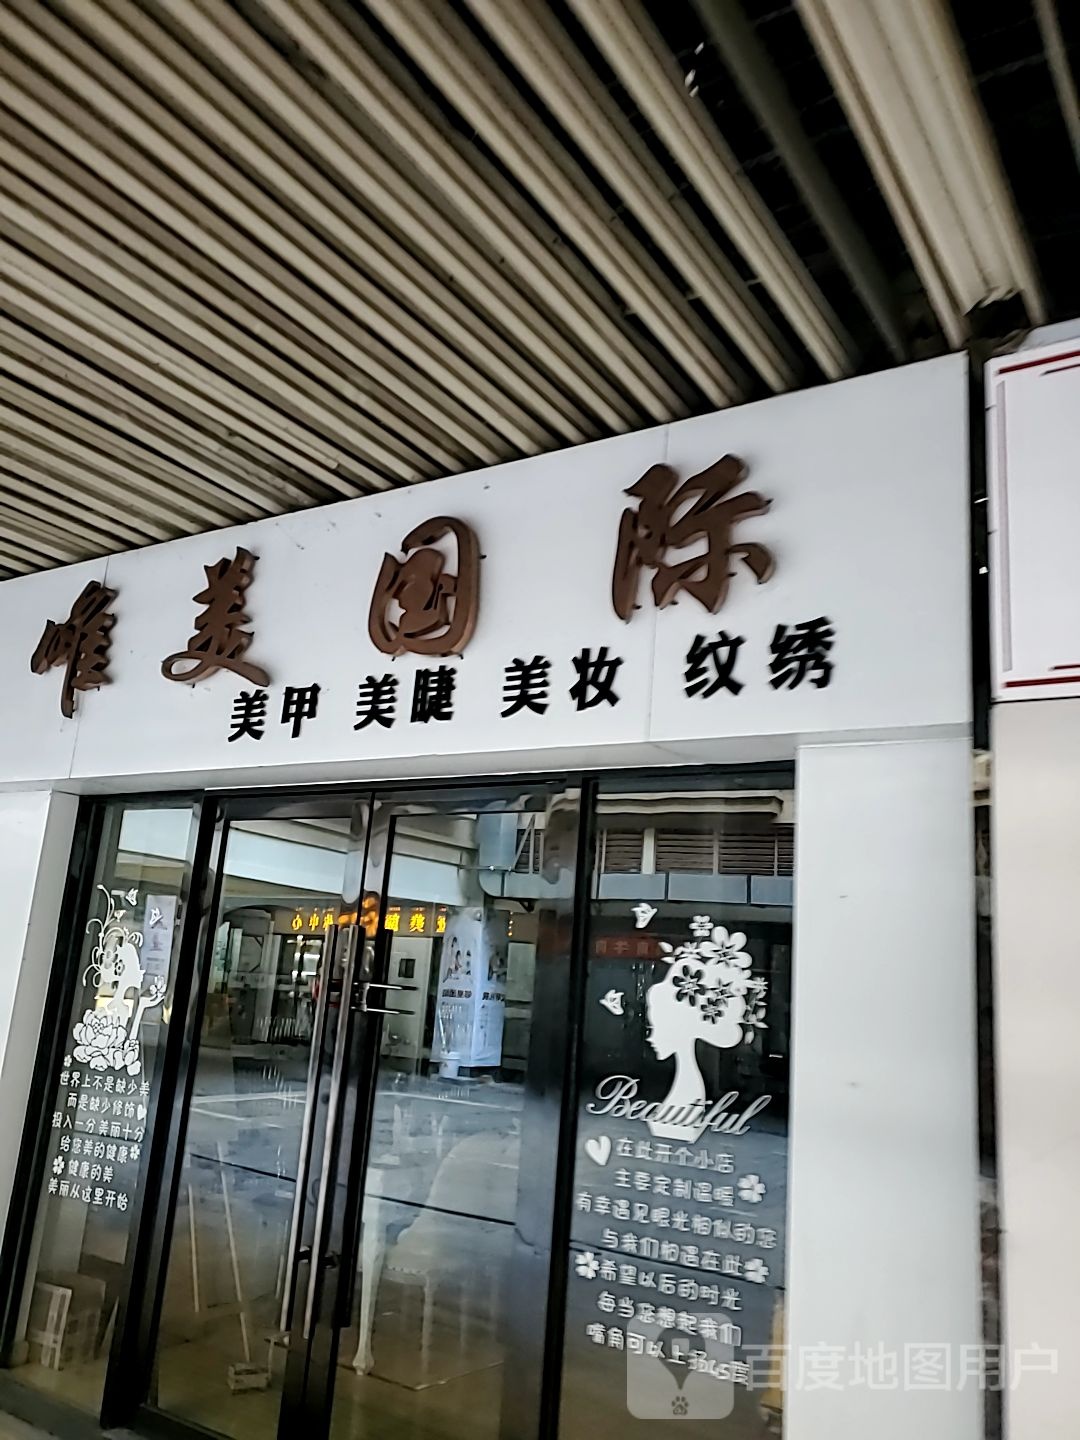 唯美国际
美甲 美睫 美妆 纹绣
世界上不是缺少美
而是缺少修饰
投入一分 美丽十分
给您美的健康
健康的美
美丽从这里开始
Beautiful
在此开个小店
主要定制温暖
有幸遇见眼光相似的您
与我们相遇在此
希望以后的时光
每当您想起我们
嘴角可以上扬45度
百度地图用户